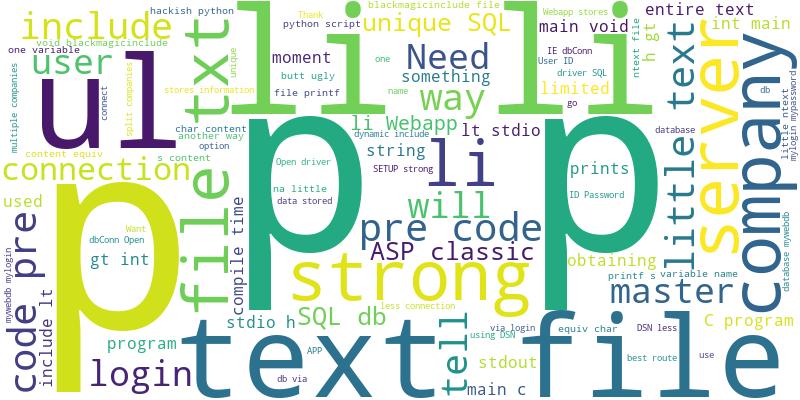 hackish python
Thank
blackmagicinclude file
Webapp stores
entire text
include
python script
unique SQL
main void
int main
one variable
void blackmagicinclude
txt
li li
moment
Need
IE dbConn
User ID
h gt
ntext file
user
unique
one
driver SQL
butt ugly
something
limited
text
server
company
multiple companies
split companies
stores information
file printf
name
way
go
db
connect
ul
p p p
char content
li Webapp
lt stdio
another way
dynamic include
database
little ntext
mylogin mypassword
content equiv
option
s content
string
Open driver
SETUP strong
li
prints
connection
file
na little
data stored
will
ID Password
little
used
pre code
dbConn Open
Want
gt int
compile time
ASP classic
obtaining
database mywebdb
code pre
mywebdb mylogin
strong
printf s
variable name
master
include lt
less connection
stdio h
SQL db
tell
via login
equiv char
DSN less
C program
program
using DSN
APP
text file
stdout
best route
use
login
db via
main c